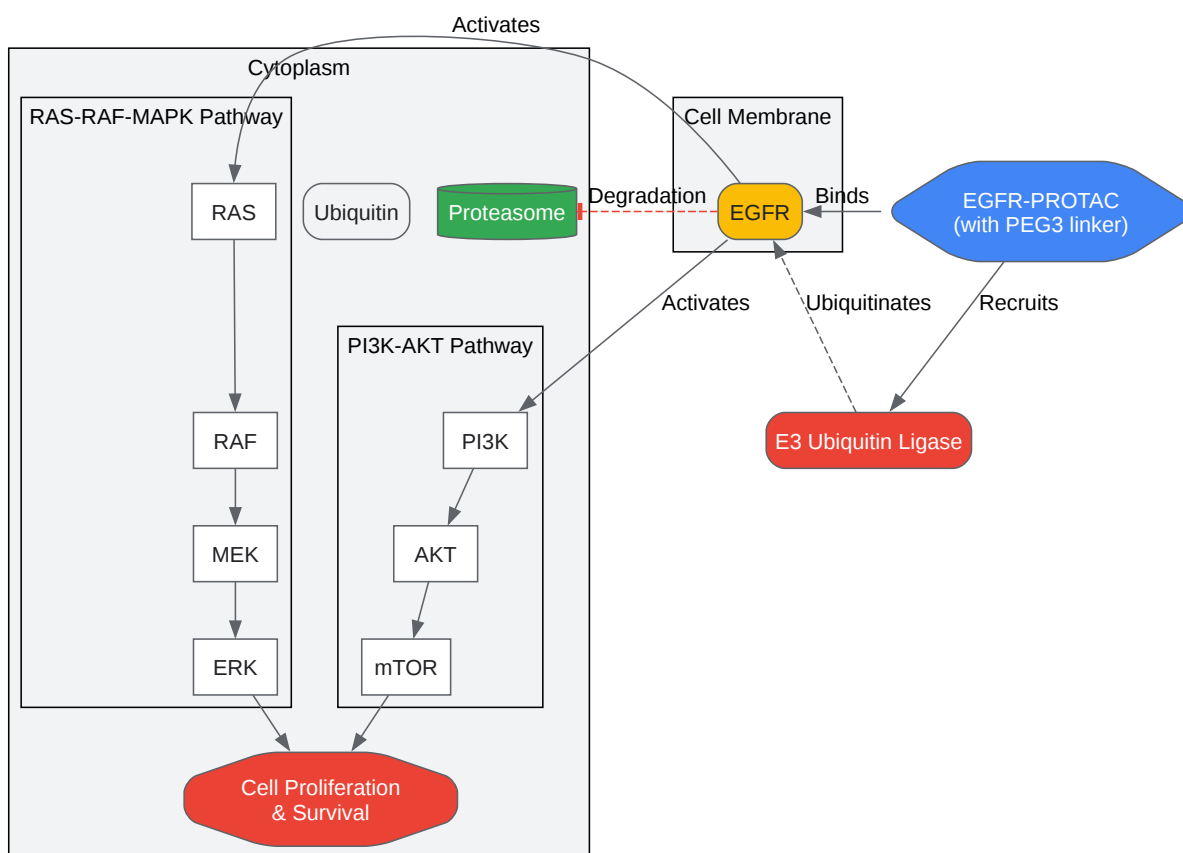 Activates
Cytoplasm
RAS-RAF-MAPK Pathway
Cell Membrane
RAS
Ubiquitin
Proteasome
Degradation
EGFR
Binds
EGFR-PROTAC
(with PEG3 linker)
Activates
Ubiquitinates
Recruits
PI3K-AKT Pathway
RAF
PI3K
E3 Ubiquitin Ligase
MEK
AKT
ERK
mTOR
Cell Proliferation
& Survival